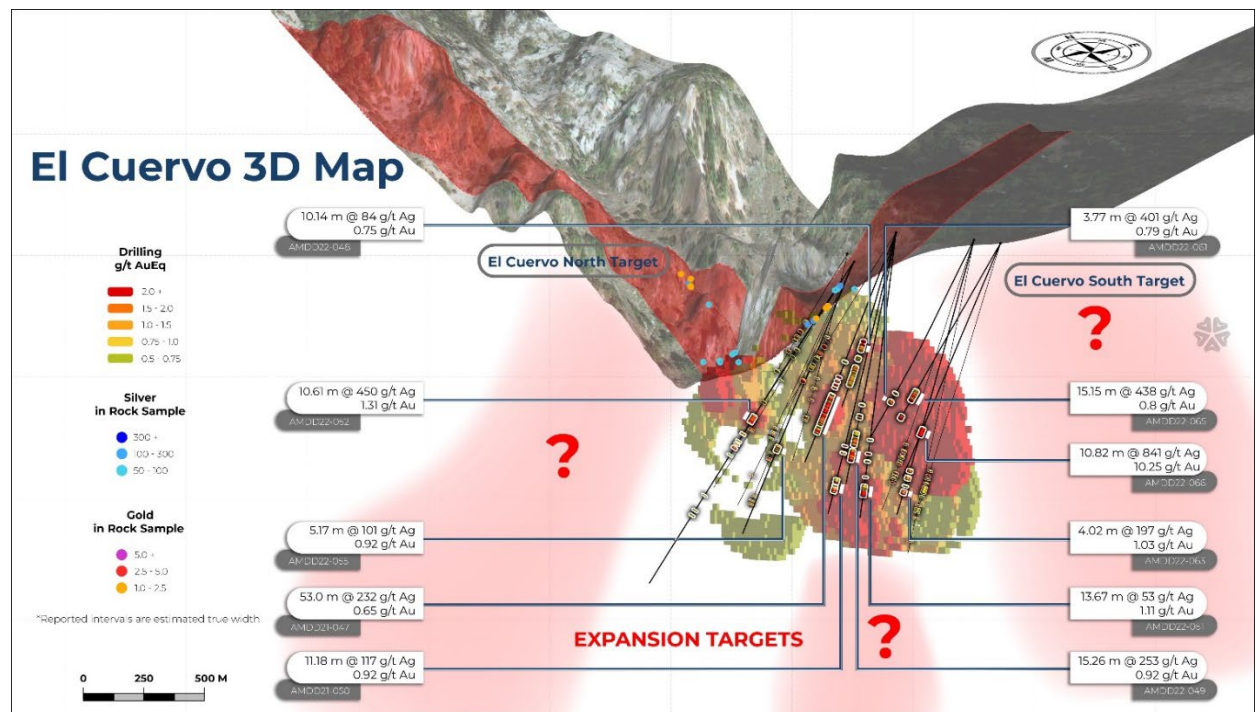 El Cuervo 3D Map
10.14 m @ 84 g/t Ag
0.75 g/t Au
3.77 m @ 401 g/t Ag
0.79 g/t Au
AMDD22-061
El Cuervo North Target
El Cuervo South Target
Drilling
g/t AuEq
2.0 +
1.5 - 2.0
1.0 - 1.5
0.75 - 1.0
0.5 - 0.75
?
10.61 m @ 450 g/t Ag
1.31 g/t Au
AMDD22-052
15.15 m @ 438 g/t Ag
0.8 g/t Au
AMDD22-065
Silver
in Rock Sample
300 +
100 - 300
50 - 100
?
10.82 m @ 841 g/t Ag
10.25 g/t Au
AMDD22-066
Gold
in Rock Sample
5.0 +
2.5 - 5.0
1.0 - 2.5
5.17 m @ 101 g/t Ag
0.92 g/t Au
AMDD22-055
4.02 m @ 197 g/t Ag
1.03 g/t Au
AMDD22-063
*Reported intervals are estimated true width
53.0 m @ 232 g/t Ag
0.65 g/t Au
AMDD21-047
13.67 m @ 53 g/t Ag
1.11 g/t Au
EXPANSION TARGETS
?
11.18 m @ 117 g/t Ag
0.92 g/t Au
AMDD21-050
15.26 m @ 253 g/t Ag
0.92 g/t Au
AMDD22-049
0 250 500 M